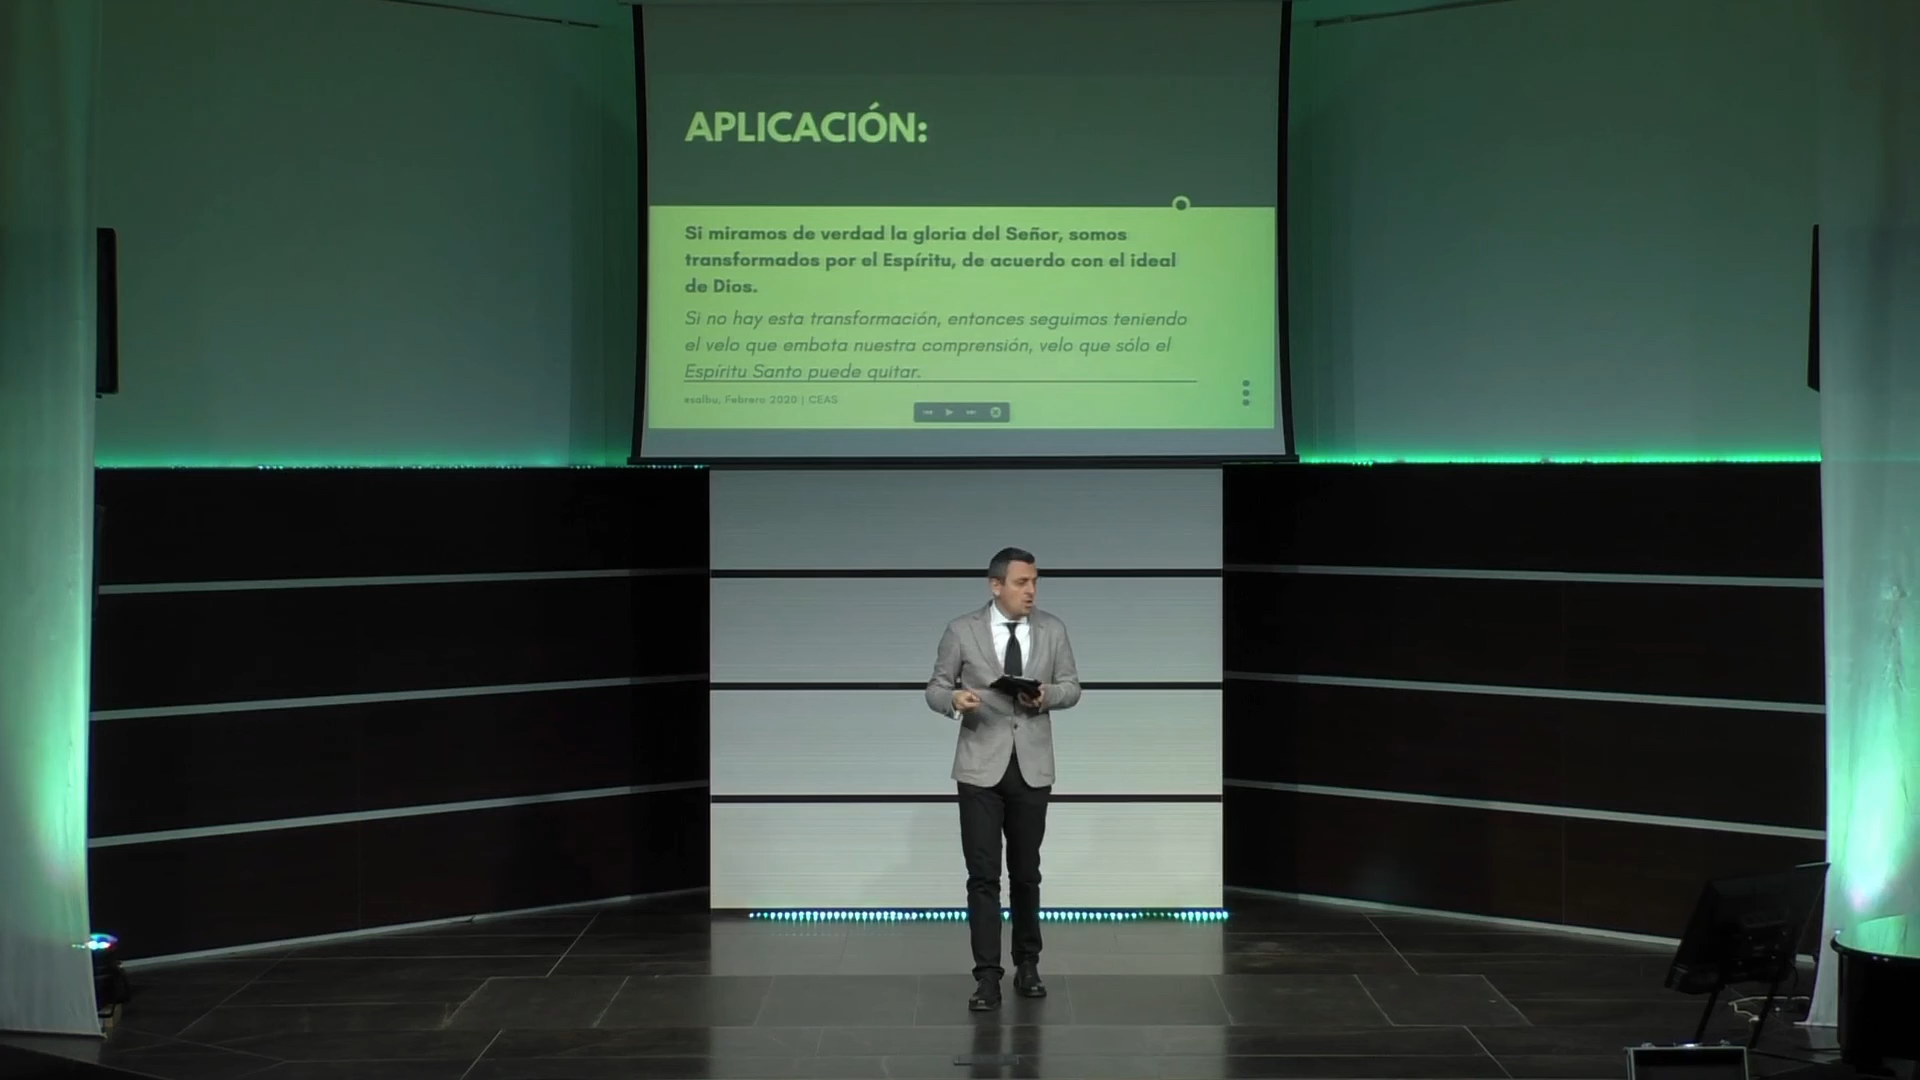 APLICACIÓN:
Si miramos de verdad la gloria del Señor, somos
transformados por el Espíritu, de acuerdo con el ideal
de Dios.
Si no hay esta transformación, entonces seguimos teniendo
el velo que embota nuestra comprensión, velo que sólo el
Espíritu Santo puede quitar.
esalbu, Febrero 2020 | CEAS